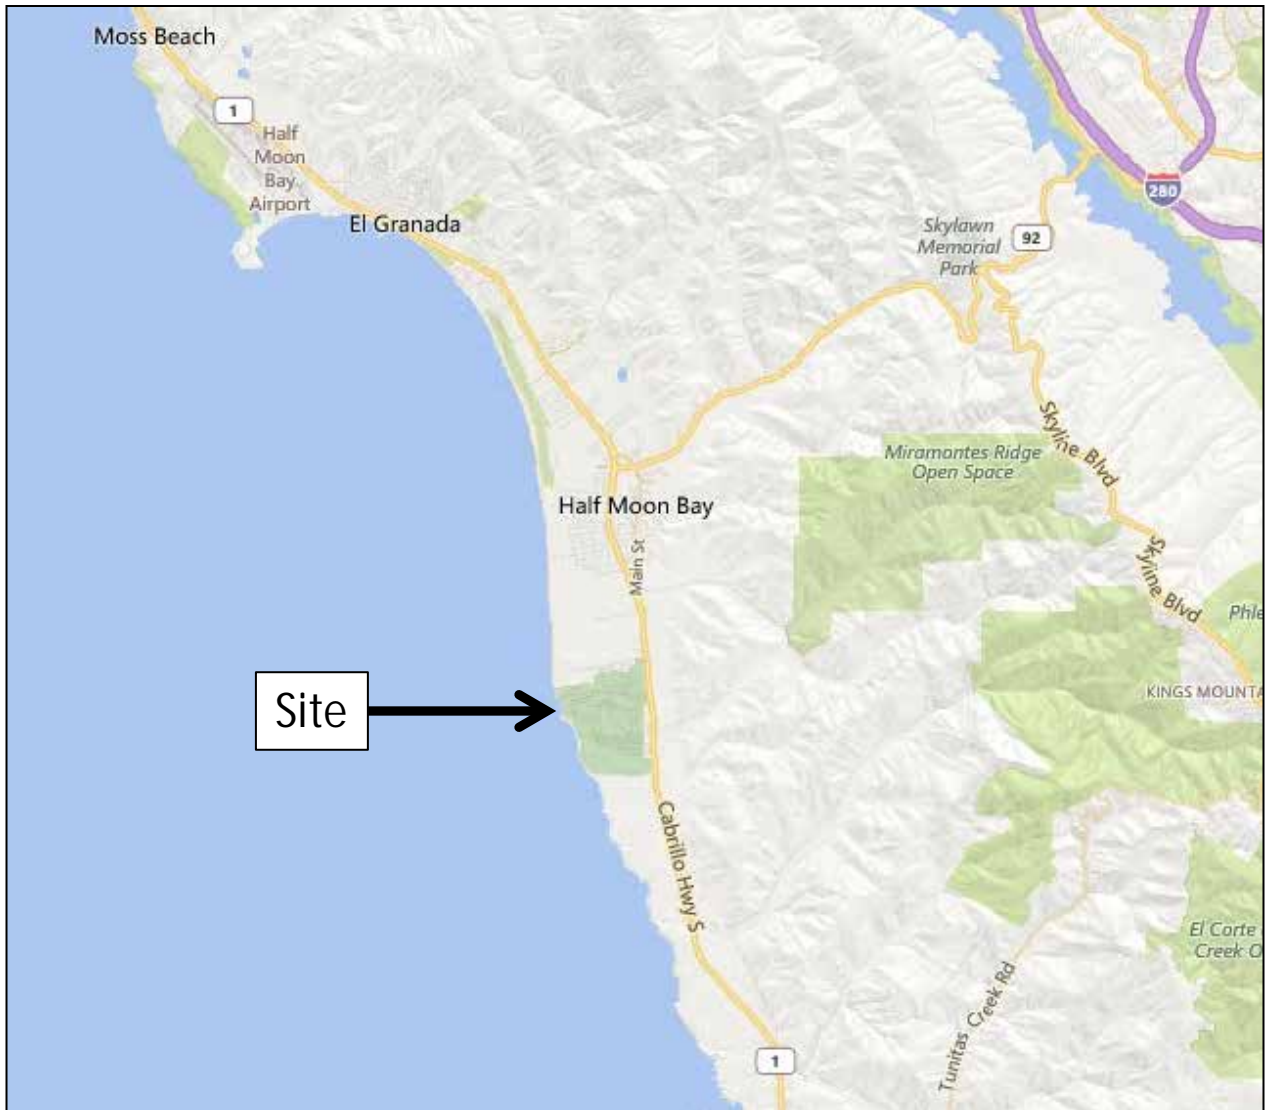 Moss Beach
1
Half
Moon
Bay
Airport
El Granada
280
Skylawn
Memorial
Park
92
Skyline Blvd
Miramontes Ridge
Open Space
Half Moon Bay
Main St
Skyline Blvd
Phle
Site
KINGS MOUNTA
Cabrillo Hwy S
El Corte
Creek O
Tunitas Creek Rd
1